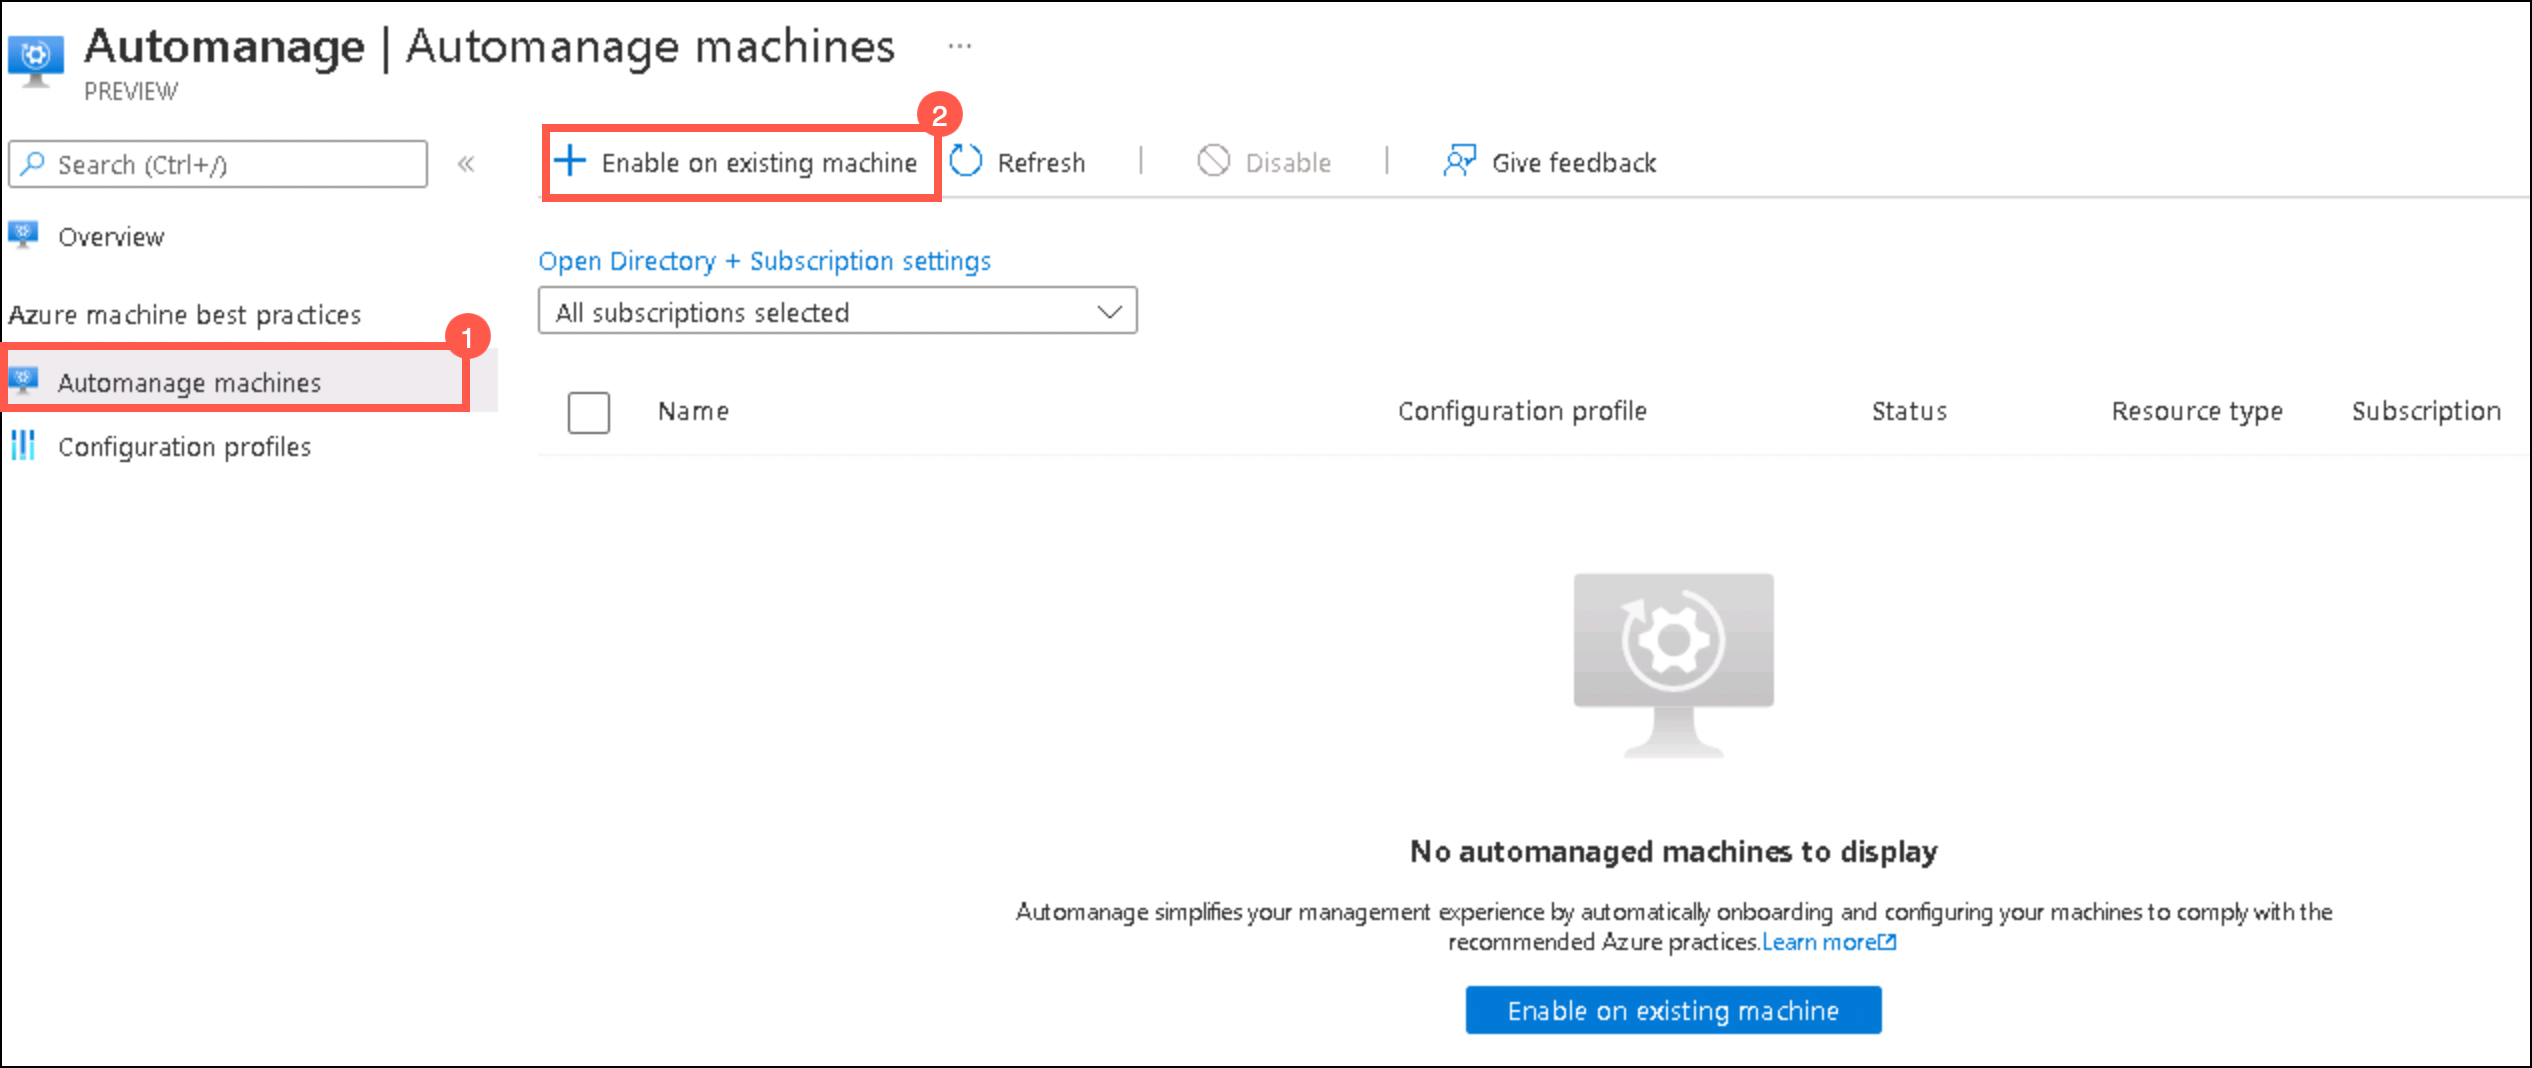 Automanage | Automanage machines ...
PREVIEW
Search (Ctrl+/) «
Overview
Azure machine best practices
1
Automanage machines
Configuration profiles
2
+ Enable on existing machine Refresh | Disable | Give feedback
Open Directory + Subscription settings
All subscriptions selected
Name Configuration profile Status Resource type Subscription
No automanaged machines to display
Automanage simplifies your management experience by automatically onboarding and configuring your machines to comply with the
recommended Azure practices.Learn more
Enable on existing machine